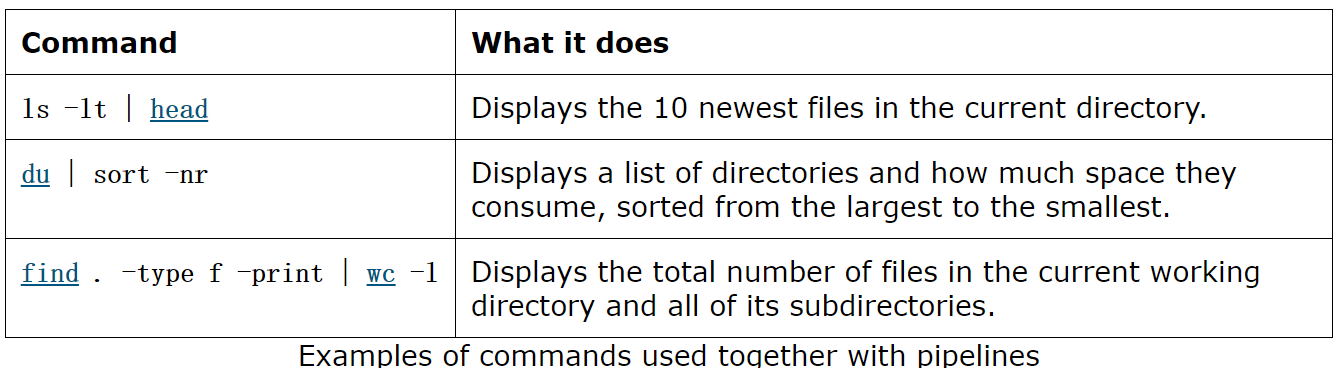 Command What it does
ls -lt | head Displays the 10 newest files in the current directory.
du | sort -nr Displays a list of directories and how much space they
consume, sorted from the largest to the smallest.
find . -type f -print | wc -l Displays the total number of files in the current working
directory and all of its subdirectories.
Examples of commands used together with pipelines